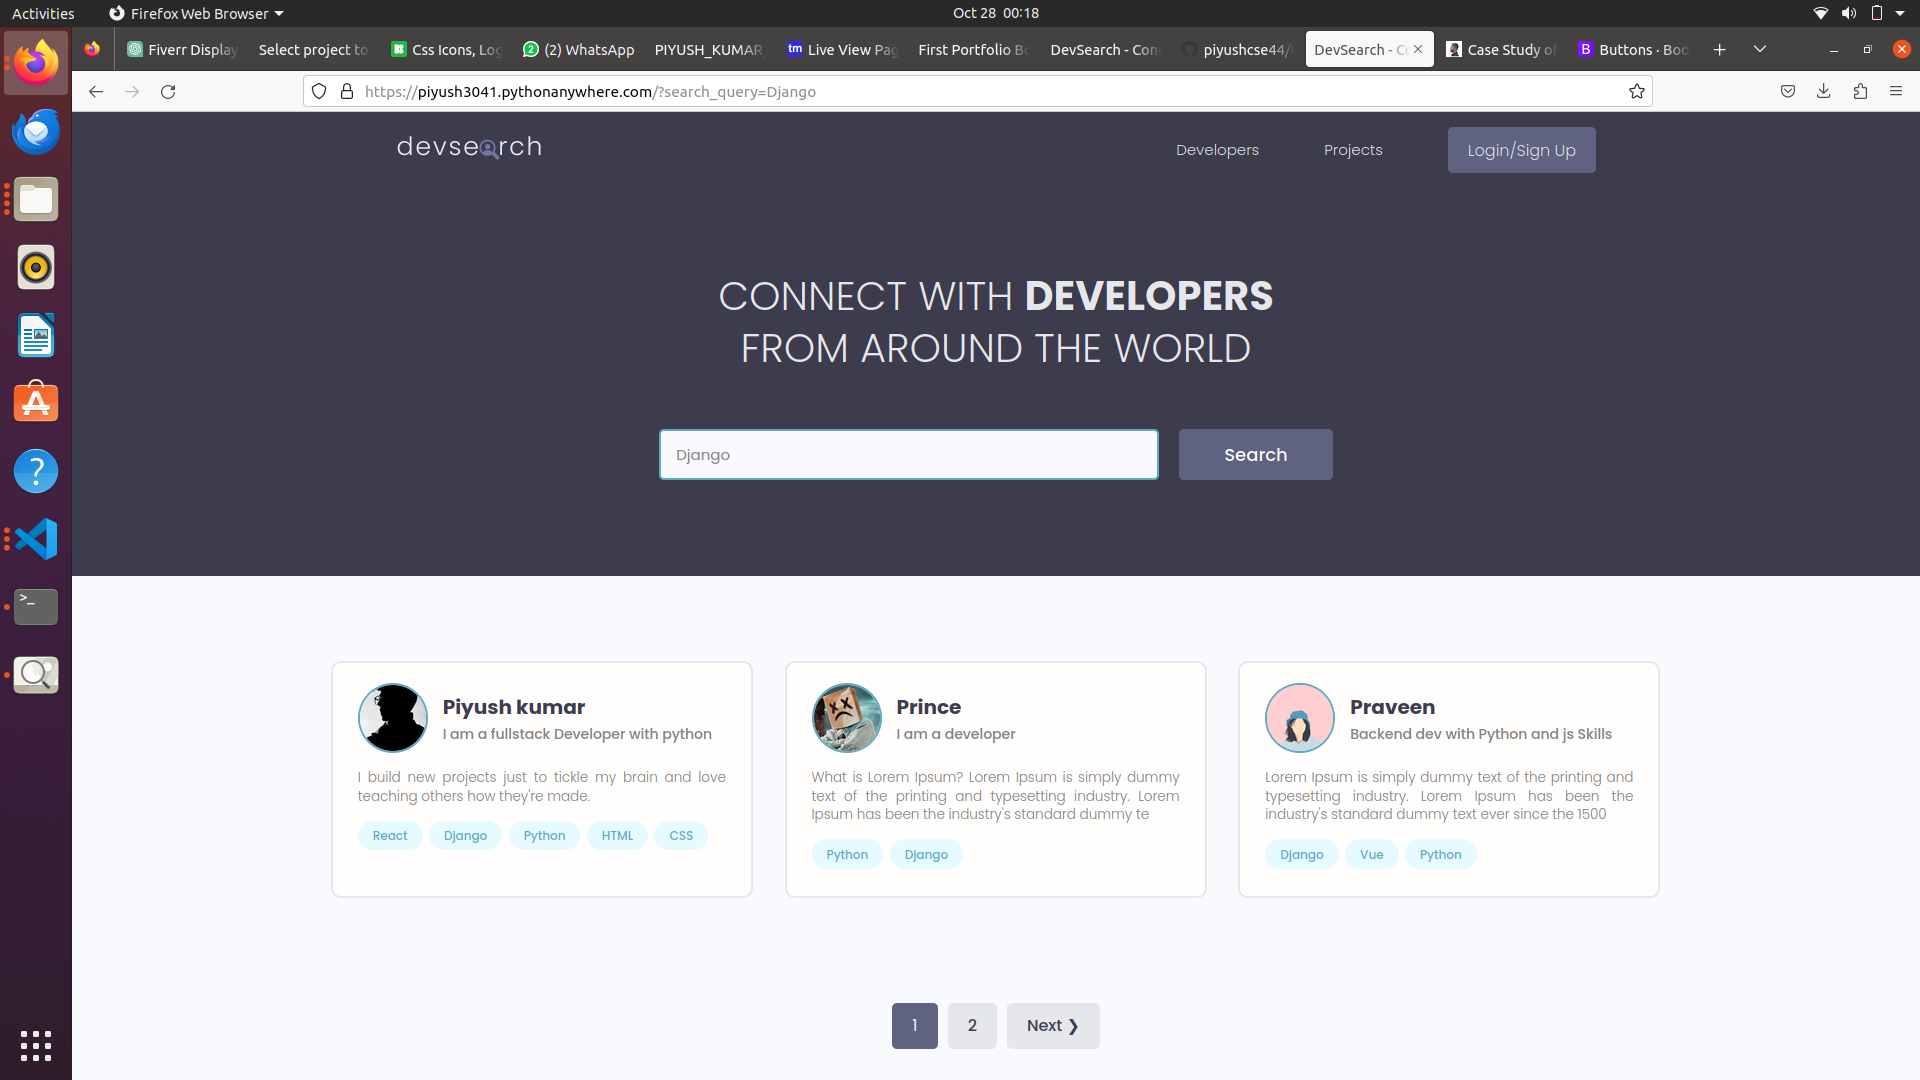 Activities
Firefox Web Browser
Oct 28 00:18
Fiverr Display
Select project to
Css Icons, Log
(2) WhatsApp
PIYUSH_KUMAR
tm Live View Pag
First Portfolio Bo
DevSearch - Con
piyushcse44/
DevSearch - Co
Case Study of
B Buttons · Boo
https://piyush3041.pythonanywhere.com/?search_query=Django
devsearch
Developers
Projects
Login/Sign Up
CONNECT WITH DEVELOPERS
FROM AROUND THE WORLD
Django
Search
Piyush kumar
I am a fullstack Developer with python
I build new projects just to tickle my brain and love
teaching others how they're made.
React Django Python HTML CSS
Prince
I am a developer
What is Lorem Ipsum? Lorem Ipsum is simply dummy
text of the printing and typesetting industry. Lorem
Ipsum has been the industry's standard dummy te
Python Django
Praveen
Backend dev with Python and js Skills
Lorem Ipsum is simply dummy text of the printing and
typesetting industry. Lorem Ipsum has been the
industry's standard dummy text ever since the 1500
Django Vue Python
1 2 Next ❯